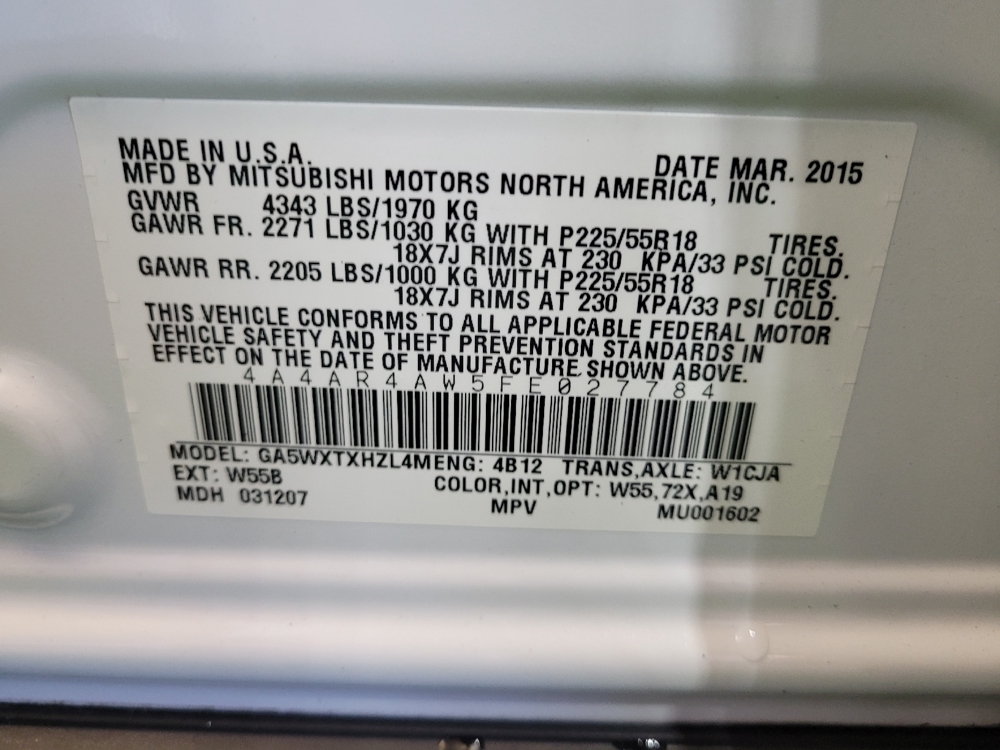 MADE IN U.S.A. DATE MAR. 2015
MFD BY MITSUBISHI MOTORS NORTH AMERICA, INC.
GVWR 4343 LBS/1970 KG
GAWR FR. 2271 LBS/1030 KG WITH P225/55R18 TIRES.
18X7J RIMS AT 230 KPA/33 PSI COLD.
GAWR RR. 2205 LBS/1000 KG WITH P225/55R18 TIRES.
18X7J RIMS AT 230 KPA/33 PSI COLD.
THIS VEHICLE CONFORMS TO ALL APPLICABLE FEDERAL MOTOR
VEHICLE SAFETY AND THEFT PREVENTION STANDARDS IN
EFFECT ON THE DATE OF MANUFACTURE SHOWN ABOVE.
4A4AR4AW5FE027784
MODEL: GA5WXTXHZL4MENG: 4B12 TRANS,AXLE: W1CJA
EXT: W55B COLOR,INT,OPT: W55,72X,A19
MDH 031207 MPV MU001602